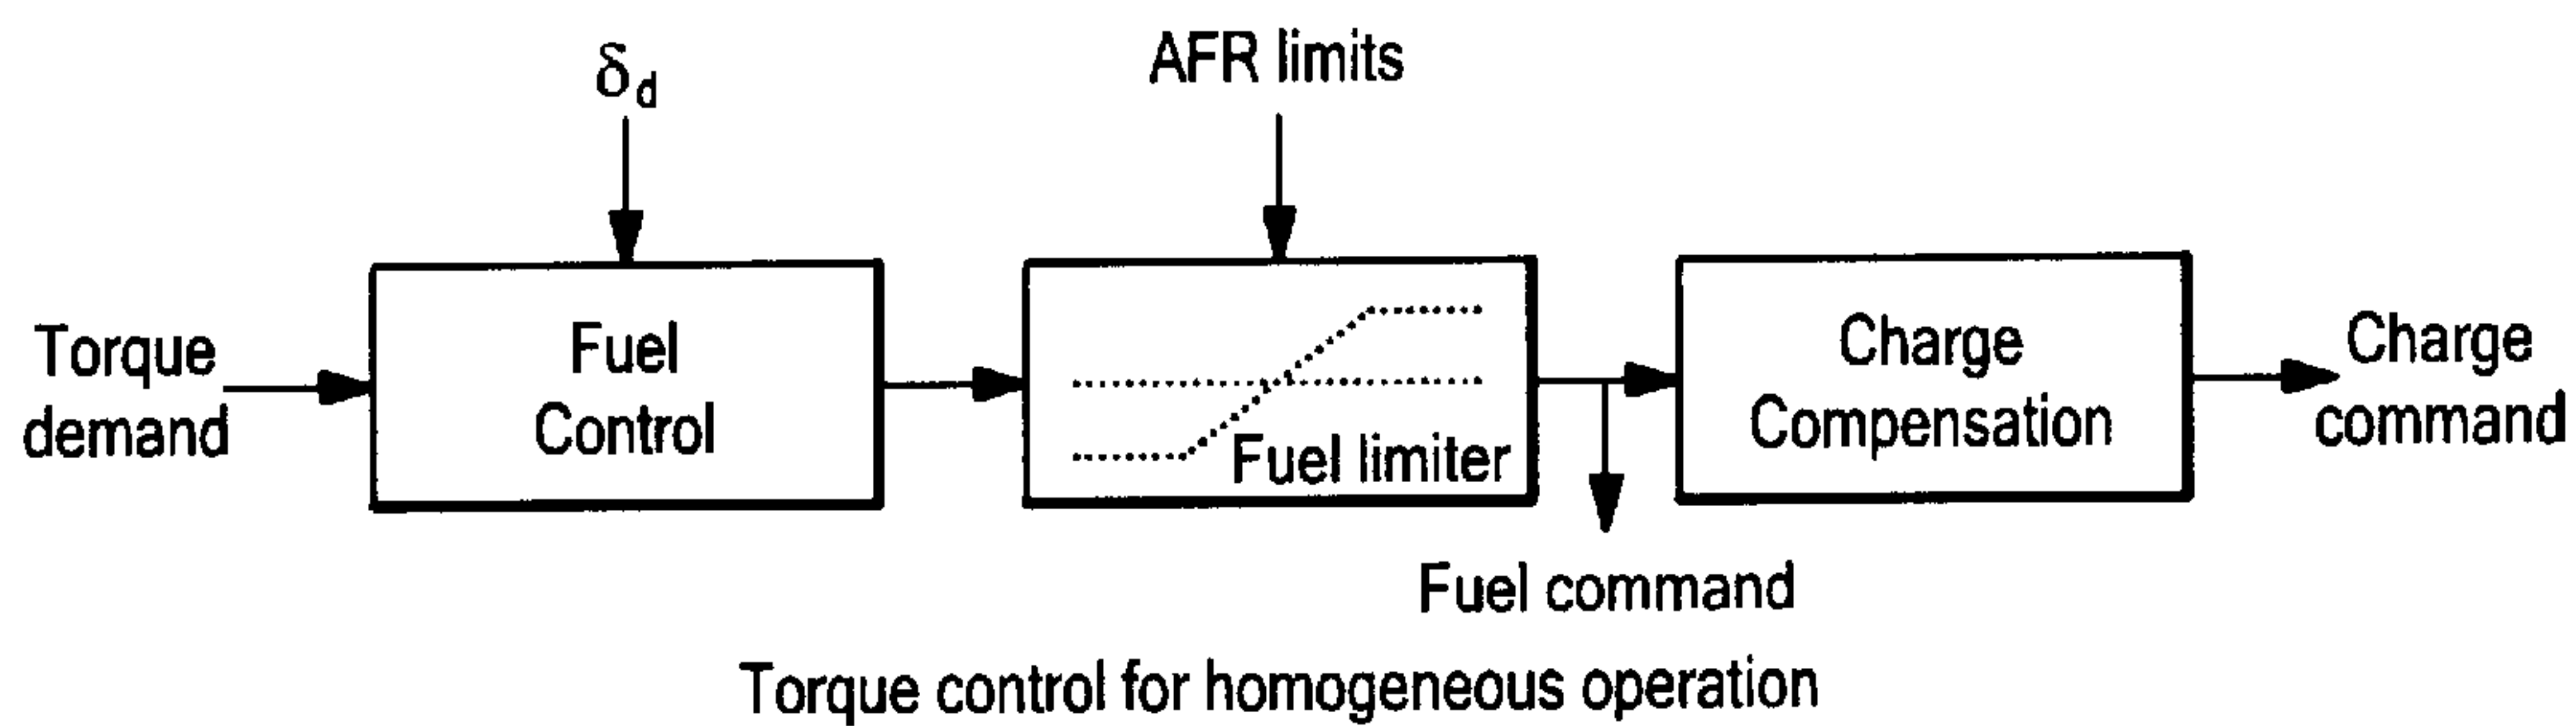 δd
AFR limits
Torque
demand
Fuel
Control
Fuel limiter
Charge
Compensation
Charge
command
Fuel command
Torque control for homogeneous operation